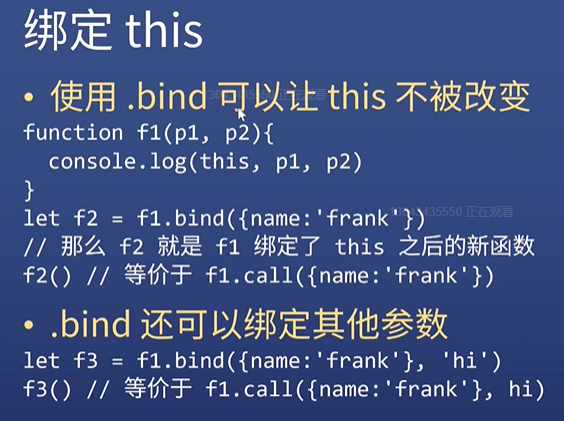 绑定 this
• 使用 .bind 可以让 this 不被改变
function f1(p1, p2){
  console.log(this, p1, p2)
}
let f2 = f1.bind({name:'frank'})
// 那么 f2 就是 f1 绑定了 this 之后的新函数
f2() // 等价于 f1.call({name:'frank'})
• .bind 还可以绑定其他参数
let f3 = f1.bind({name:'frank'}, 'hi')
f3() // 等价于 f1.call({name:'frank'}, hi)
正在观看